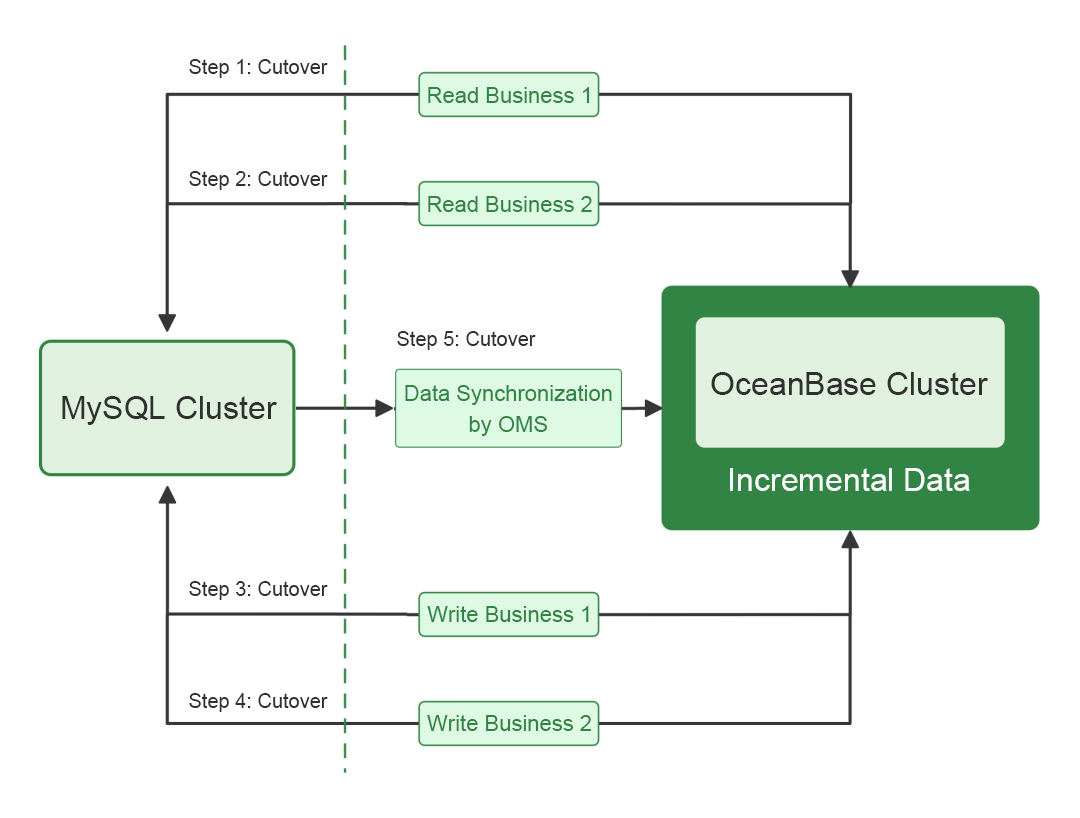 Step 1: Cutover
Read Business 1
Step 2: Cutover
Read Business 2
Step 5: Cutover
MySQL Cluster
Data Synchronization
by OMS
OceanBase Cluster
Incremental Data
Step 3: Cutover
Write Business 1
Step 4: Cutover
Write Business 2